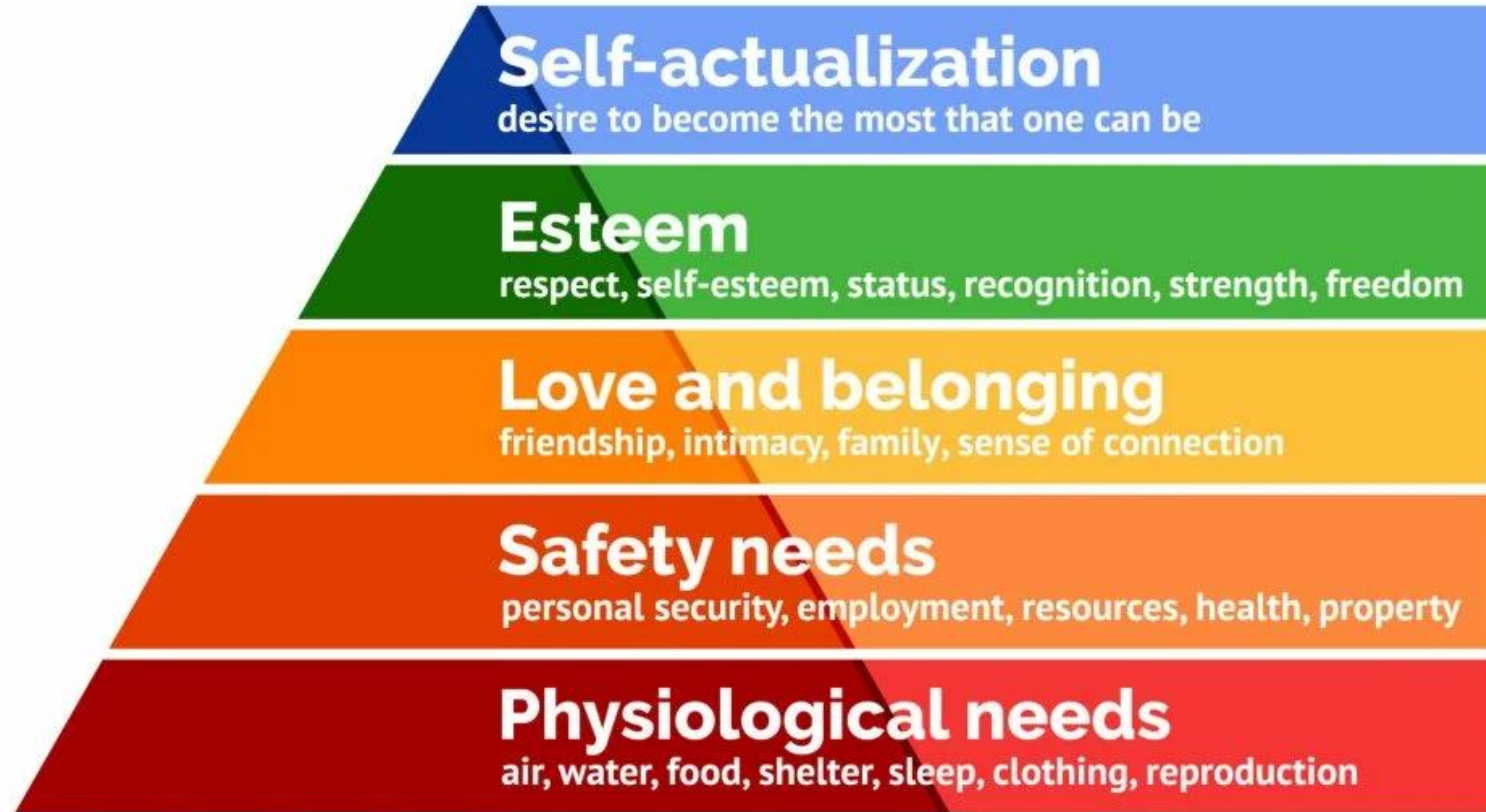 Self-actualization
desire to become the most that one can be
Esteem
respect, self-esteem, status, recognition, strength, freedom
Love and belonging
friendship, intimacy, family, sense of connection
Safety needs
personal security, employment, resources, health, property
Physiological needs
air, water, food, shelter, sleep, clothing, reproduction